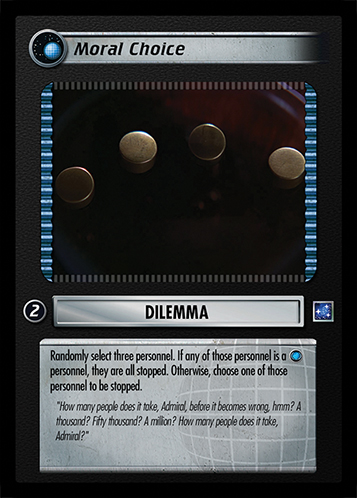 Moral Choice
2
DILEMMA
Randomly select three personnel. If any of those personnel is a
personnel, they are all stopped. Otherwise, choose one of those
personnel to be stopped.
"How many people does it take, Admiral, before it becomes wrong, hmm? A
thousand? Fifty thousand? A million? How many people does it take,
Admiral?"